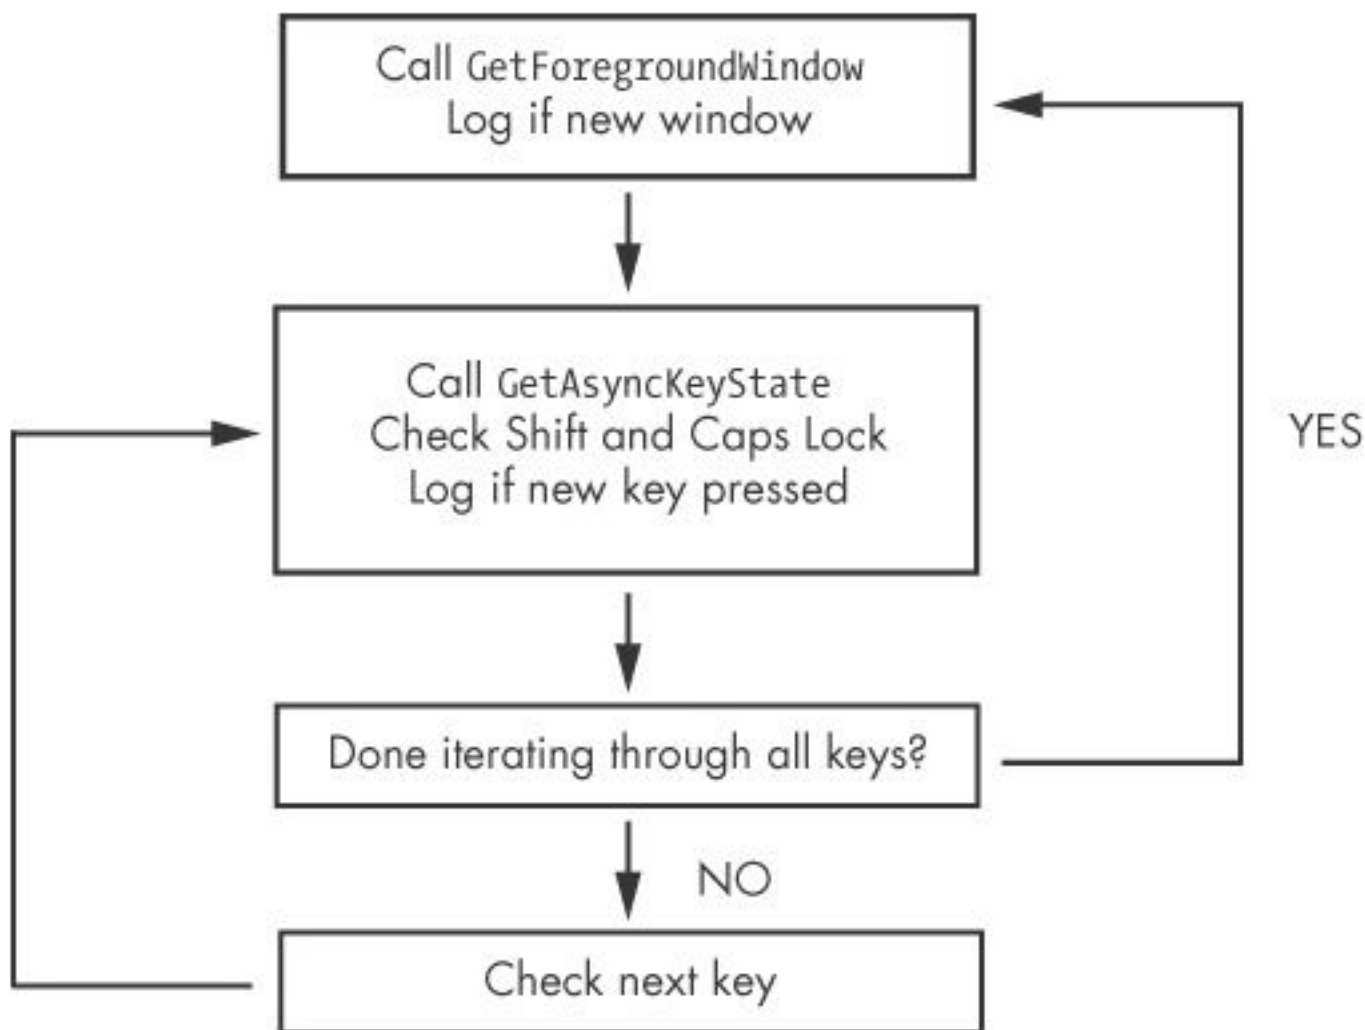 Call GetForegroundWindow
Log if new window
Call GetAsyncKeyState
Check Shift and Caps Lock
Log if new key pressed
YES
Done iterating through all keys?
NO
Check next key